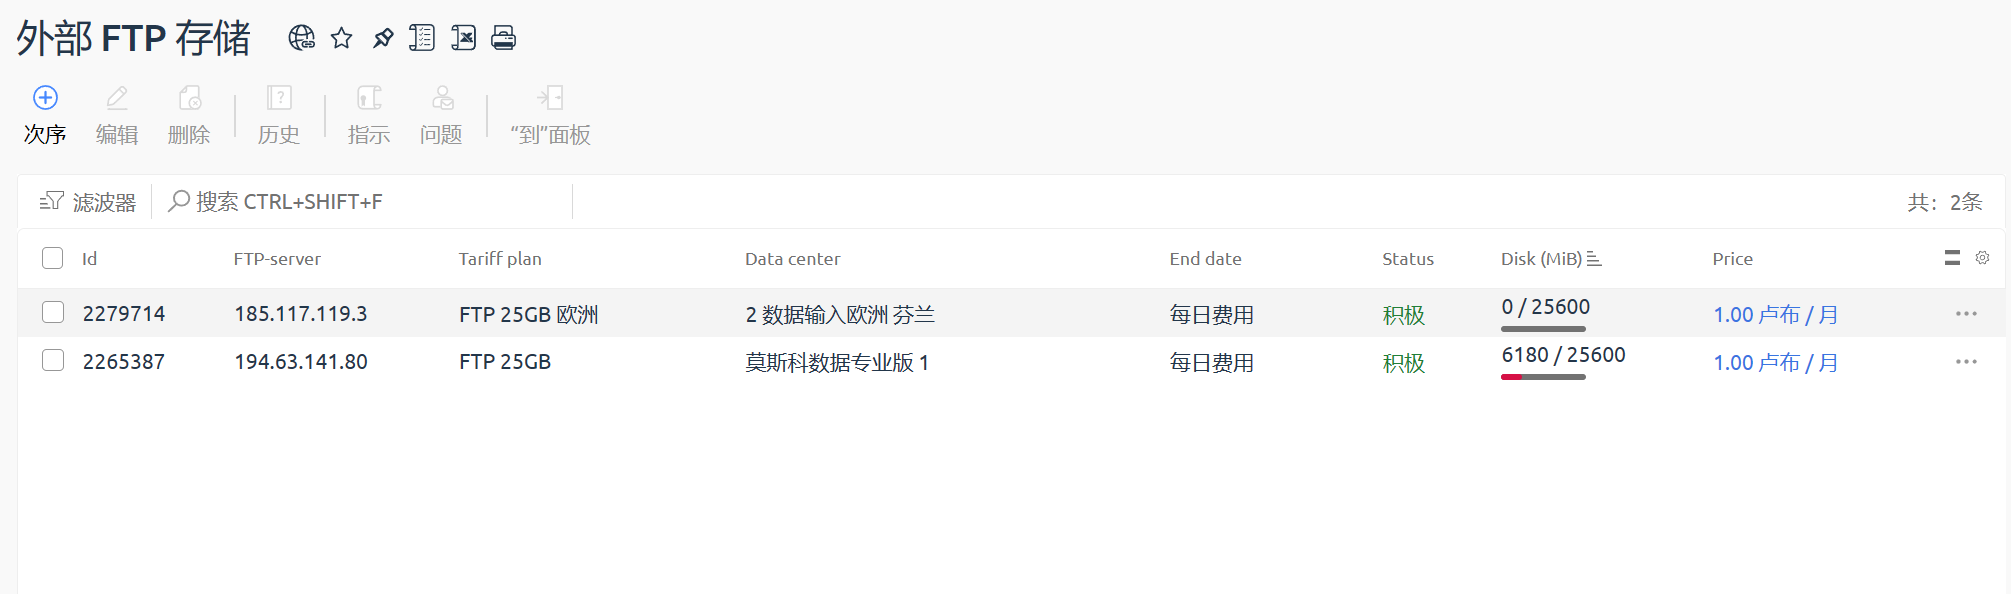 外部 FTP 存储
次序 编辑 删除 历史 指示 问题 “到”面板
滤波器 搜索 CTRL+SHIFT+F 共：2条
Id FTP-server Tariff plan Data center End date Status Disk (MiB) Price
2279714 185.117.119.3 FTP 25GB 欧洲 2 数据输入欧洲 芬兰 每日费用 积极 0 / 25600 1.00 卢布 / 月
2265387 194.63.141.80 FTP 25GB 莫斯科数据专业版 1 每日费用 积极 6180 / 25600 1.00 卢布 / 月